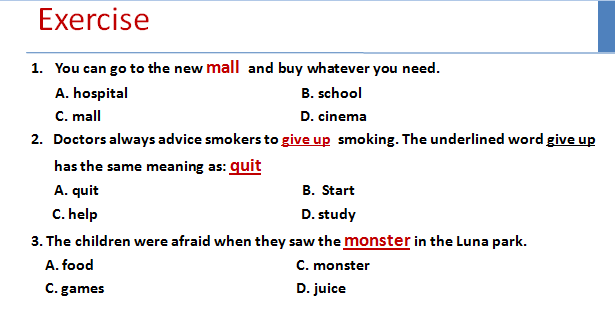 Exercise
1. You can go to the new mall and buy whatever you need.
A. hospital B. school
C. mall D. cinema
2. Doctors always advice smokers to give up smoking. The underlined word give up
has the same meaning as: quit
A. quit B. Start
C. help D. study
3. The children were afraid when they saw the monster in the Luna park.
A. food C. monster
C. games D. juice